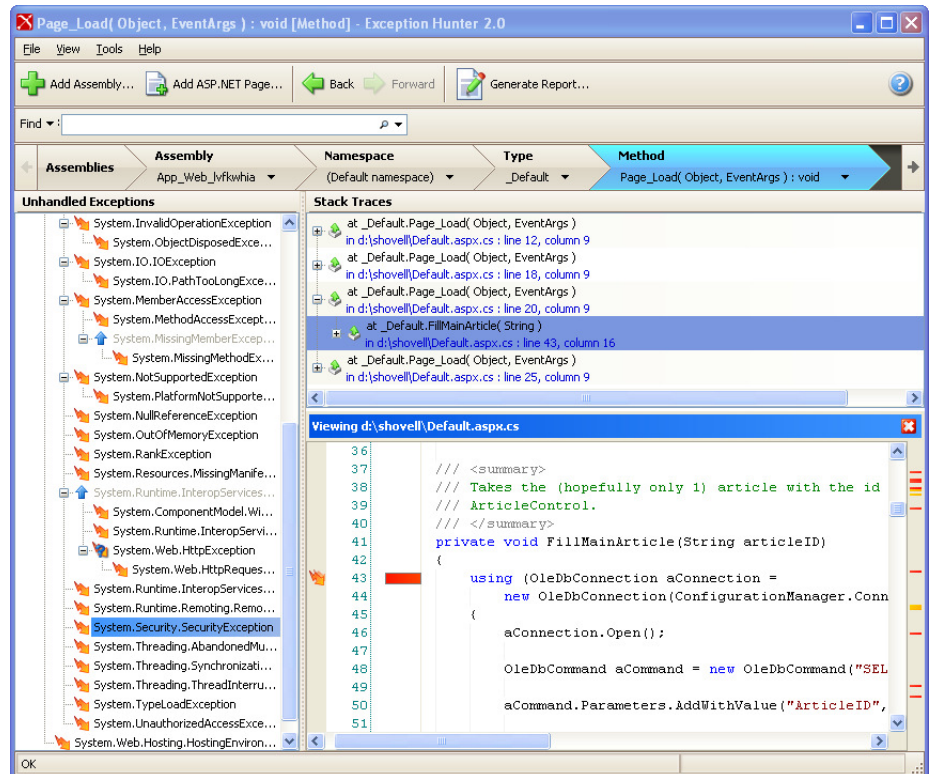 Page_Load( Object, EventArgs ) : void [Method] - Exception Hunter 2.0
File View Tools Help
Add Assembly... Add ASP.NET Page... Back Forward Generate Report...
Find
Assemblies
Assembly
App_Web_lvfkwhia
Namespace
(Default namespace)
Type
_Default
Method
Page_Load( Object, EventArgs ) : void
Unhandled Exceptions
System.InvalidOperationException
System.ObjectDisposedExce...
System.IO.IOException
System.IO.PathTooLongExce...
System.MemberAccessException
System.MethodAccessExcept...
System.MissingMemberExcep...
System.MissingMethodEx...
System.NotSupportedException
System.PlatformNotSupporte...
System.NullReferenceException
System.OutOfMemoryException
System.RankException
System.Resources.MissingManife...
System.Runtime.InteropServices...
System.ComponentModel.Wi...
System.Runtime.InteropServi...
System.Web.HttpException
System.Web.HttpReques...
System.Runtime.InteropServices...
System.Runtime.Remoting.Remo...
System.Security.SecurityException
System.Threading.AbandonedMu...
System.Threading.Synchronizati...
System.Threading.ThreadInterru...
System.TypeLoadException
System.UnauthorizedAccessExce...
System.Web.Hosting.HostingEnviron...
Stack Traces
at _Default.Page_Load( Object, EventArgs )
in d:\shovell\Default.aspx.cs : line 12, column 9
at _Default.Page_Load( Object, EventArgs )
in d:\shovell\Default.aspx.cs : line 18, column 9
at _Default.Page_Load( Object, EventArgs )
in d:\shovell\Default.aspx.cs : line 20, column 9
at _Default.FillMainArticle( String )
in d:\shovell\Default.aspx.cs : line 43, column 16
at _Default.Page_Load( Object, EventArgs )
in d:\shovell\Default.aspx.cs : line 25, column 9
Viewing d:\shovell\Default.aspx.cs
36
37 /// <summary>
38 /// Takes the (hopefully only 1) article with the id
39 /// ArticleControl.
40 /// </summary>
41 private void FillMainArticle(String articleID)
42 {
43 using (OleDbConnection aConnection =
44 new OleDbConnection(ConfigurationManager.Conn
45 {
46 aConnection.Open();
47
48 OleDbCommand aCommand = new OleDbCommand("SEL
49
50 aCommand.Parameters.AddWithValue("ArticleID",
51
OK